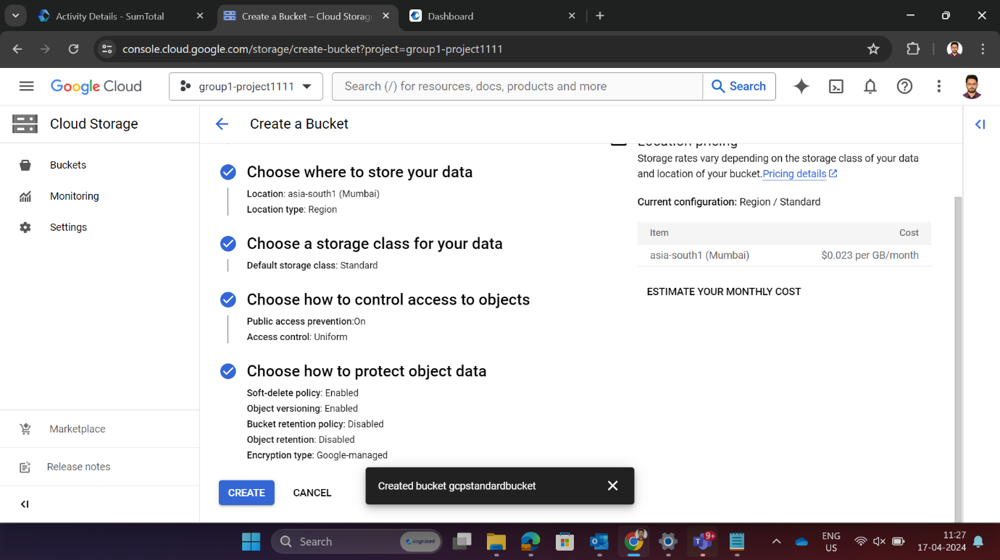 Activity Details - SumTotal
Create a Bucket – Cloud Storag
Dashboard
console.cloud.google.com/storage/create-bucket?project=group1-project1111
Google Cloud
group1-project1111
Search (/) for resources, docs, products and more
Search
Cloud Storage
Create a Bucket
Buckets
Monitoring
Settings
Marketplace
Release notes
Choose where to store your data
Location: asia-south1 (Mumbai)
Location type: Region
Choose a storage class for your data
Default storage class: Standard
Choose how to control access to objects
Public access prevention:On
Access control: Uniform
Choose how to protect object data
Soft-delete policy: Enabled
Object versioning: Enabled
Bucket retention policy: Disabled
Object retention: Disabled
Encryption type: Google-managed
CREATE
CANCEL
Created bucket gcpstandardbucket
Location pricing
Storage rates vary depending on the storage class of your data
and location of your bucket.Pricing details
Current configuration: Region / Standard
Item Cost
asia-south1 (Mumbai) $0.023 per GB/month
ESTIMATE YOUR MONTHLY COST
Search
cognizant
9+
ENG
US
11:27
17-04-2024